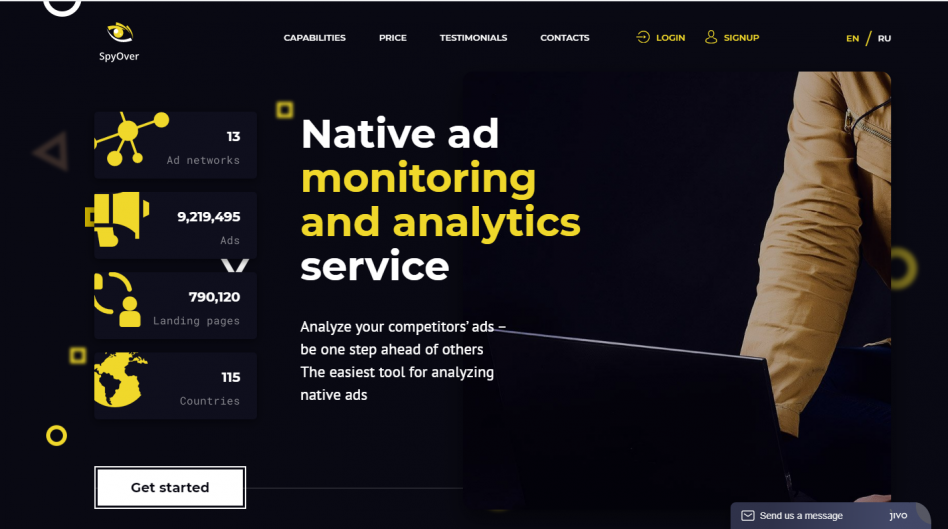 SpyOver
CAPABILITIES
PRICE
TESTIMONIALS
CONTACTS
LOGIN
SIGNUP
EN / RU
13
Ad networks
9,219,495
Ads
790,120
Landing pages
115
Countries
Native ad
monitoring
and analytics
service
Analyze your competitors' ads –
be one step ahead of others
The easiest tool for analyzing
native ads
Get started
Send us a message
jivo